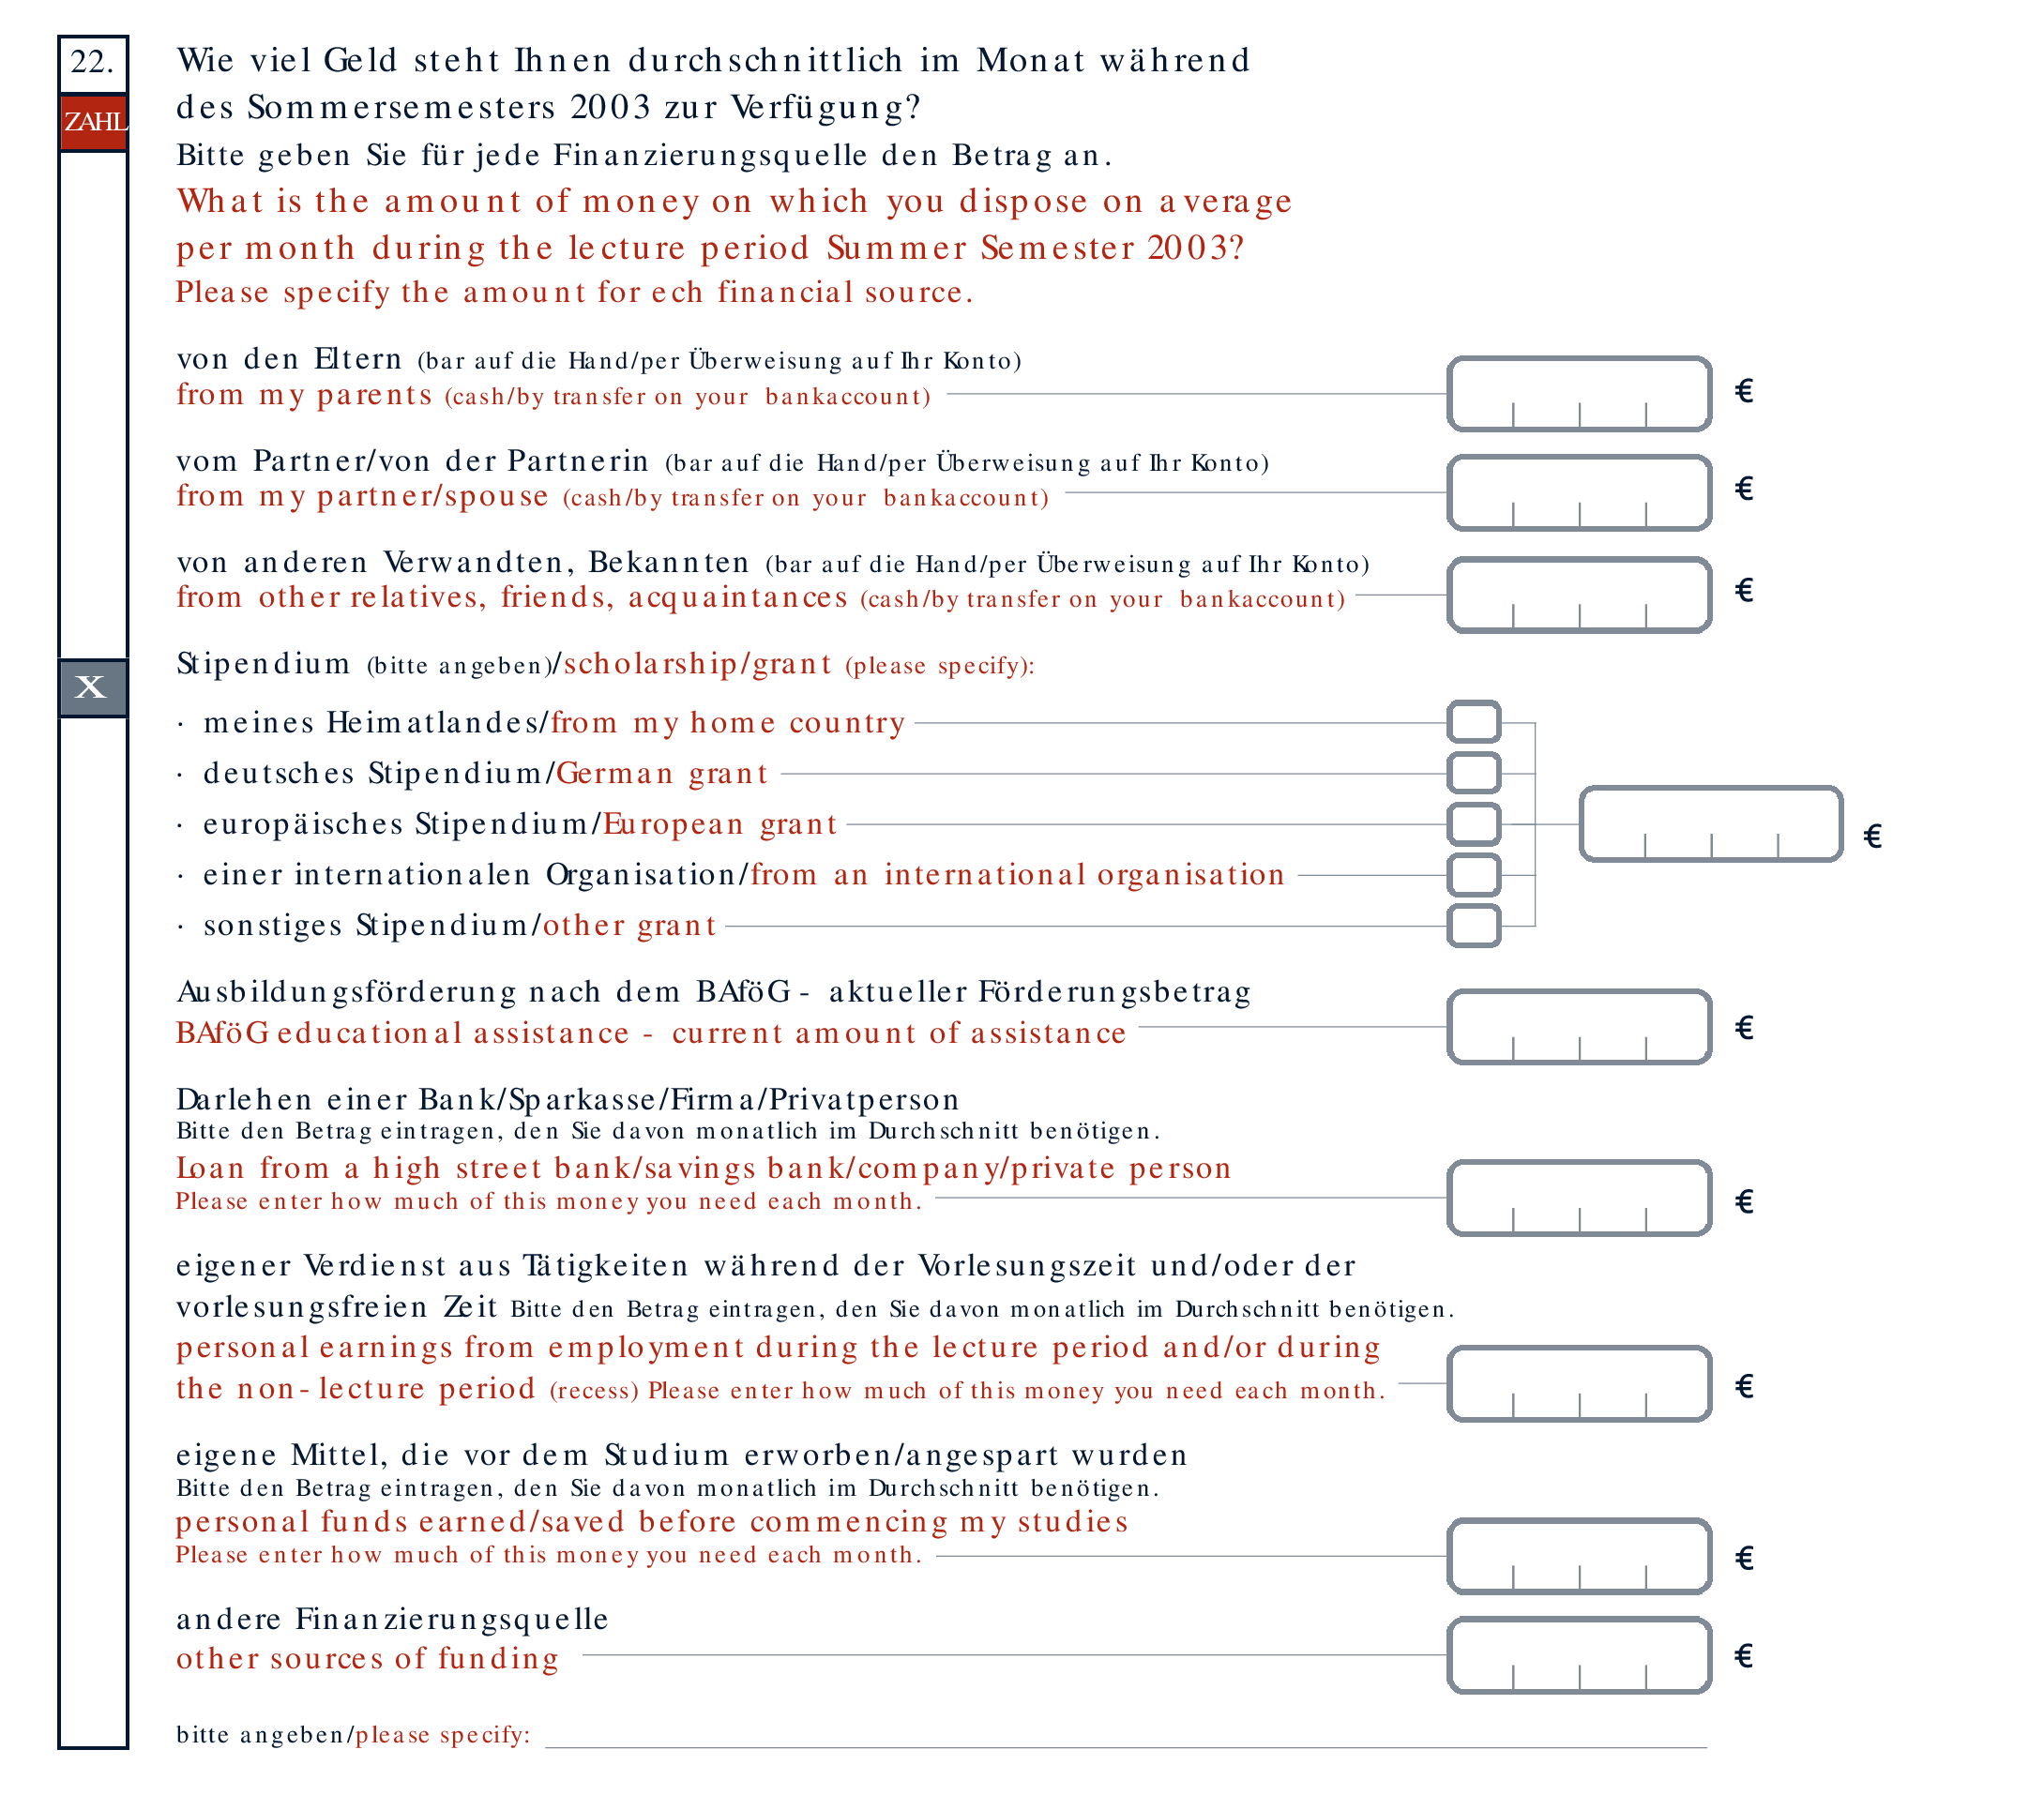 22.
Wie viel Geld steht Ihnen durchschnittlich im Monat während
des Sommersemesters 2003 zur Verfügung?
ZAHL
Bitte geben Sie für jede Finanzierungsquelle den Betrag an.
What is the amount of money on which you dispose on average
per month during the lecture period Summer Semester 2003?
Please specify the amount for ech financial source.
von den Eltern (bar auf die Hand/per Überweisung auf Ihr Konto)
from my parents (cash/by transfer on your bankaccount) €
vom Partner/von der Partnerin (bar auf die Hand/per Überweisung auf Ihr Konto)
from my partner/spouse (cash/by transfer on your bankaccount) €
von anderen Verwandten, Bekannten (bar auf die Hand/per Überweisung auf Ihr Konto)
from other relatives, friends, acquaintances (cash/by transfer on your bankaccount) €
Stipendium (bitte angeben)/scholarship/grant (please specify):
X
· meines Heimatlandes/from my home country
· deutsches Stipendium/German grant
· europäisches Stipendium/European grant €
· einer internationalen Organisation/from an international organisation
· sonstiges Stipendium/other grant
Ausbildungsförderung nach dem BAföG - aktueller Förderungsbetrag
BAföG educational assistance - current amount of assistance €
Darlehen einer Bank/Sparkasse/Firma/Privatperson
Bitte den Betrag eintragen, den Sie davon monatlich im Durchschnitt benötigen.
Loan from a high street bank/savings bank/company/private person
Please enter how much of this money you need each month. €
eigener Verdienst aus Tätigkeiten während der Vorlesungszeit und/oder der
vorlesungsfreien Zeit Bitte den Betrag eintragen, den Sie davon monatlich im Durchschnitt benötigen.
personal earnings from employment during the lecture period and/or during
the non-lecture period (recess) Please enter how much of this money you need each month. €
eigene Mittel, die vor dem Studium erworben/angespart wurden
Bitte den Betrag eintragen, den Sie davon monatlich im Durchschnitt benötigen.
personal funds earned/saved before commencing my studies
Please enter how much of this money you need each month. €
andere Finanzierungsquelle
other sources of funding €
bitte angeben/please specify: